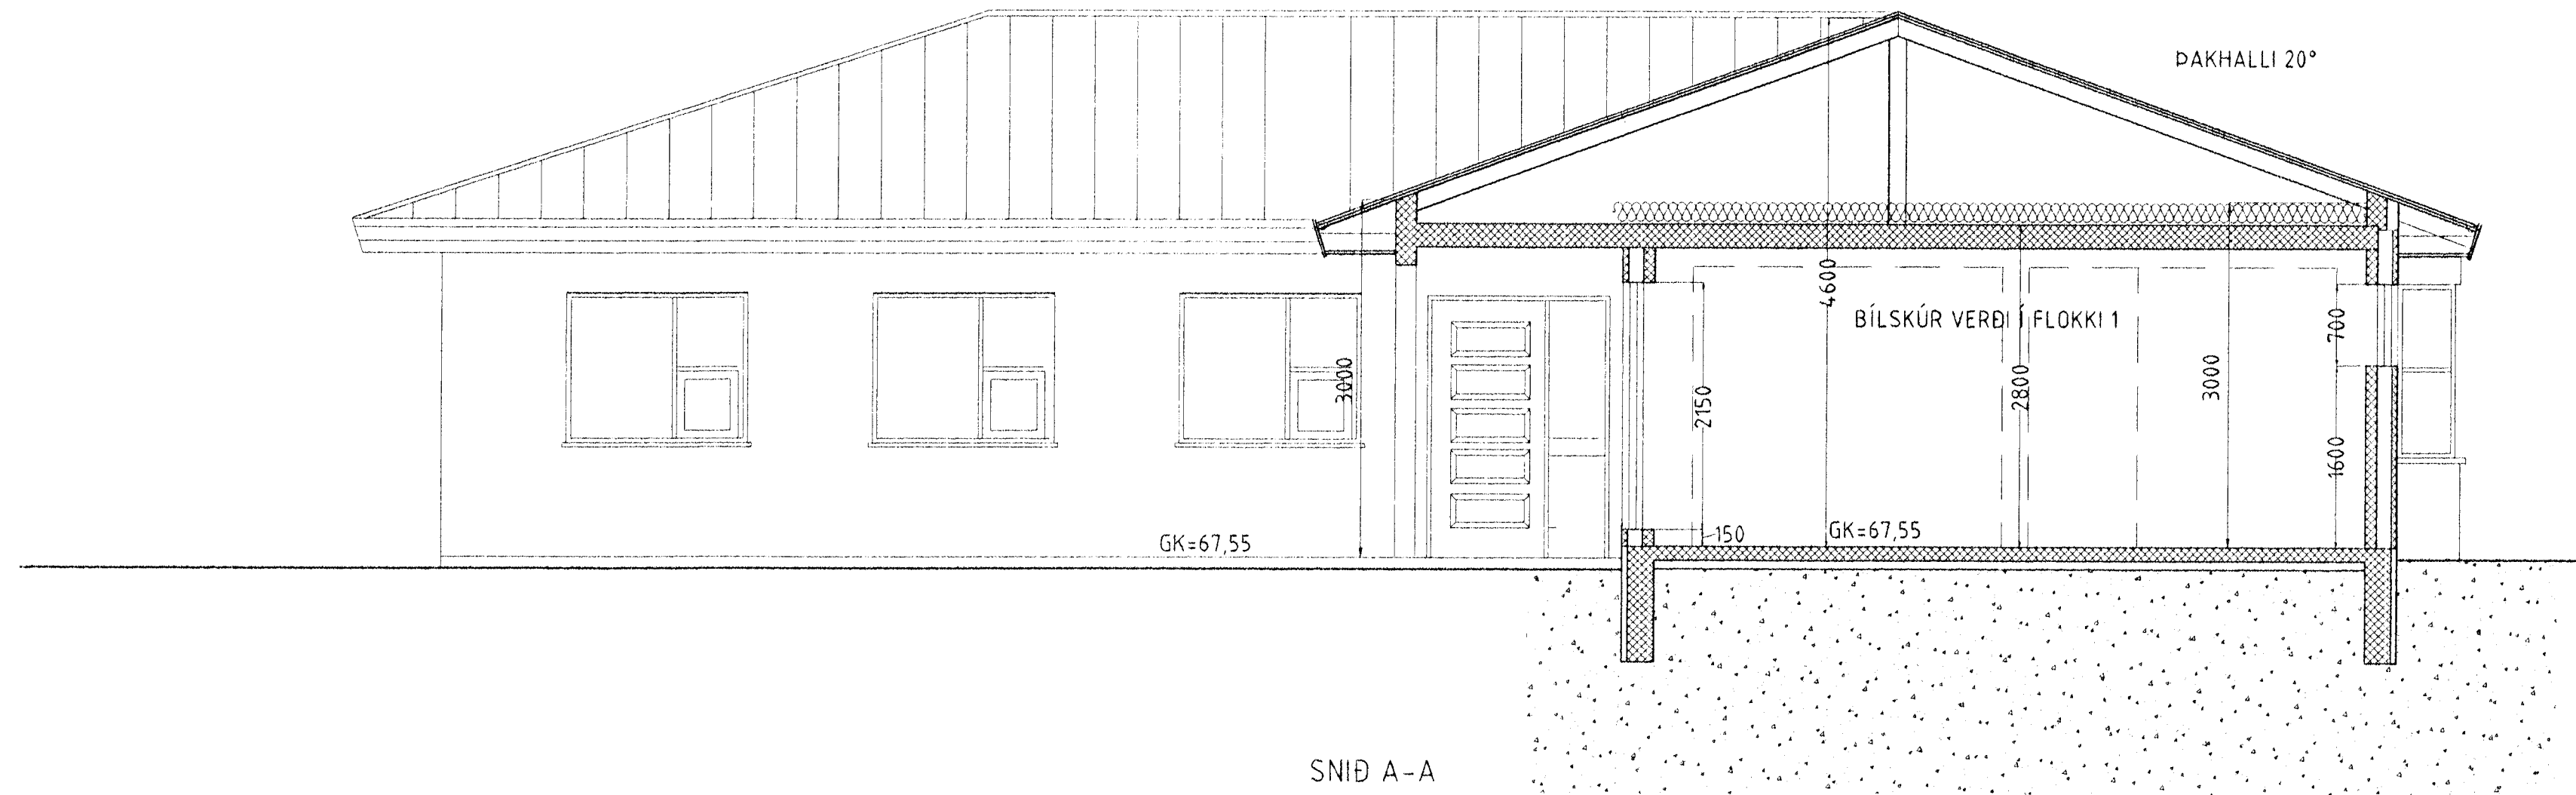 ÞAKHALLI 20°
4600
BÍLSKÚR VERÐI Í FLOKKI 1
700
3000
2150
2800
3000
1600
GK=67,55
150
GK=67,55
SNIÐ A-A